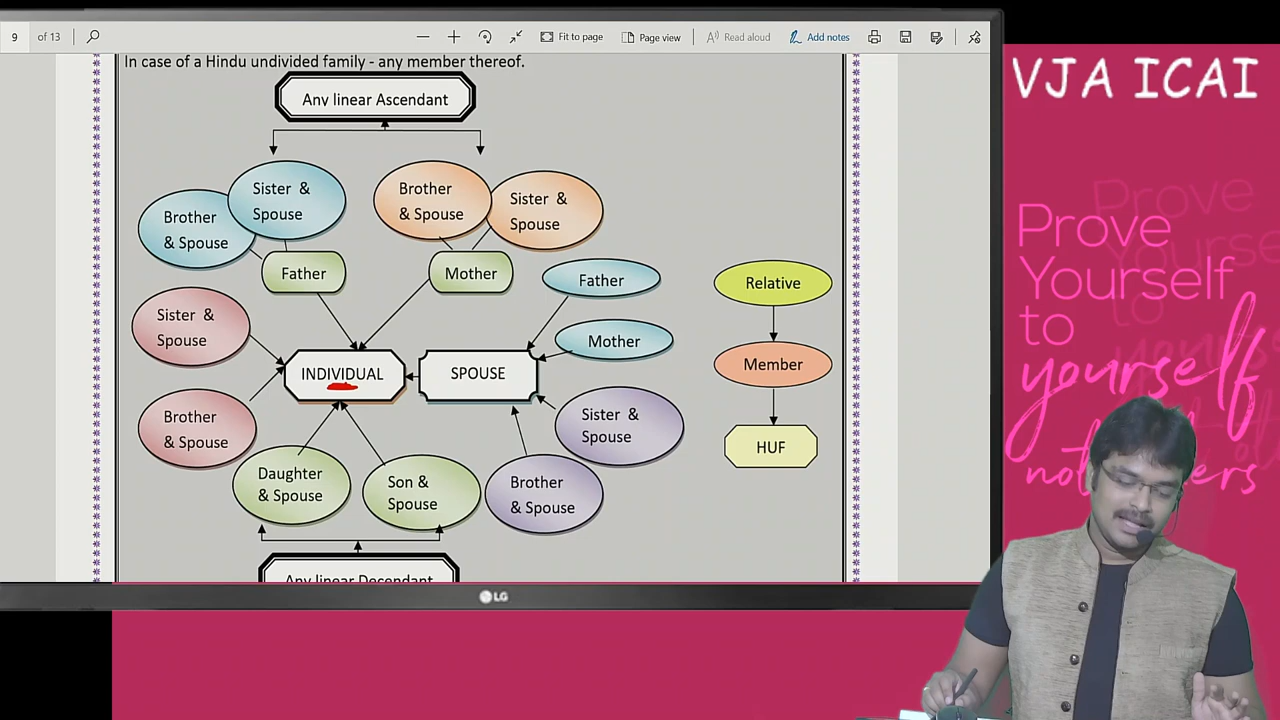 9
of 13
Fit to page
Page view
Read aloud
Add notes
In case of a Hindu undivided family - any member thereof.
Any linear Ascendant
Sister &
Spouse
Brother
& Spouse
Brother
& Spouse
Sister &
Spouse
Father
Mother
Father
Relative
Sister &
Spouse
Mother
Member
INDIVIDUAL
SPOUSE
Brother
& Spouse
Sister &
Spouse
HUF
Daughter
& Spouse
Son &
Spouse
Brother
& Spouse
Any linear Decendant
LG
VJA ICAI
Prove
Yourself
to
yourself